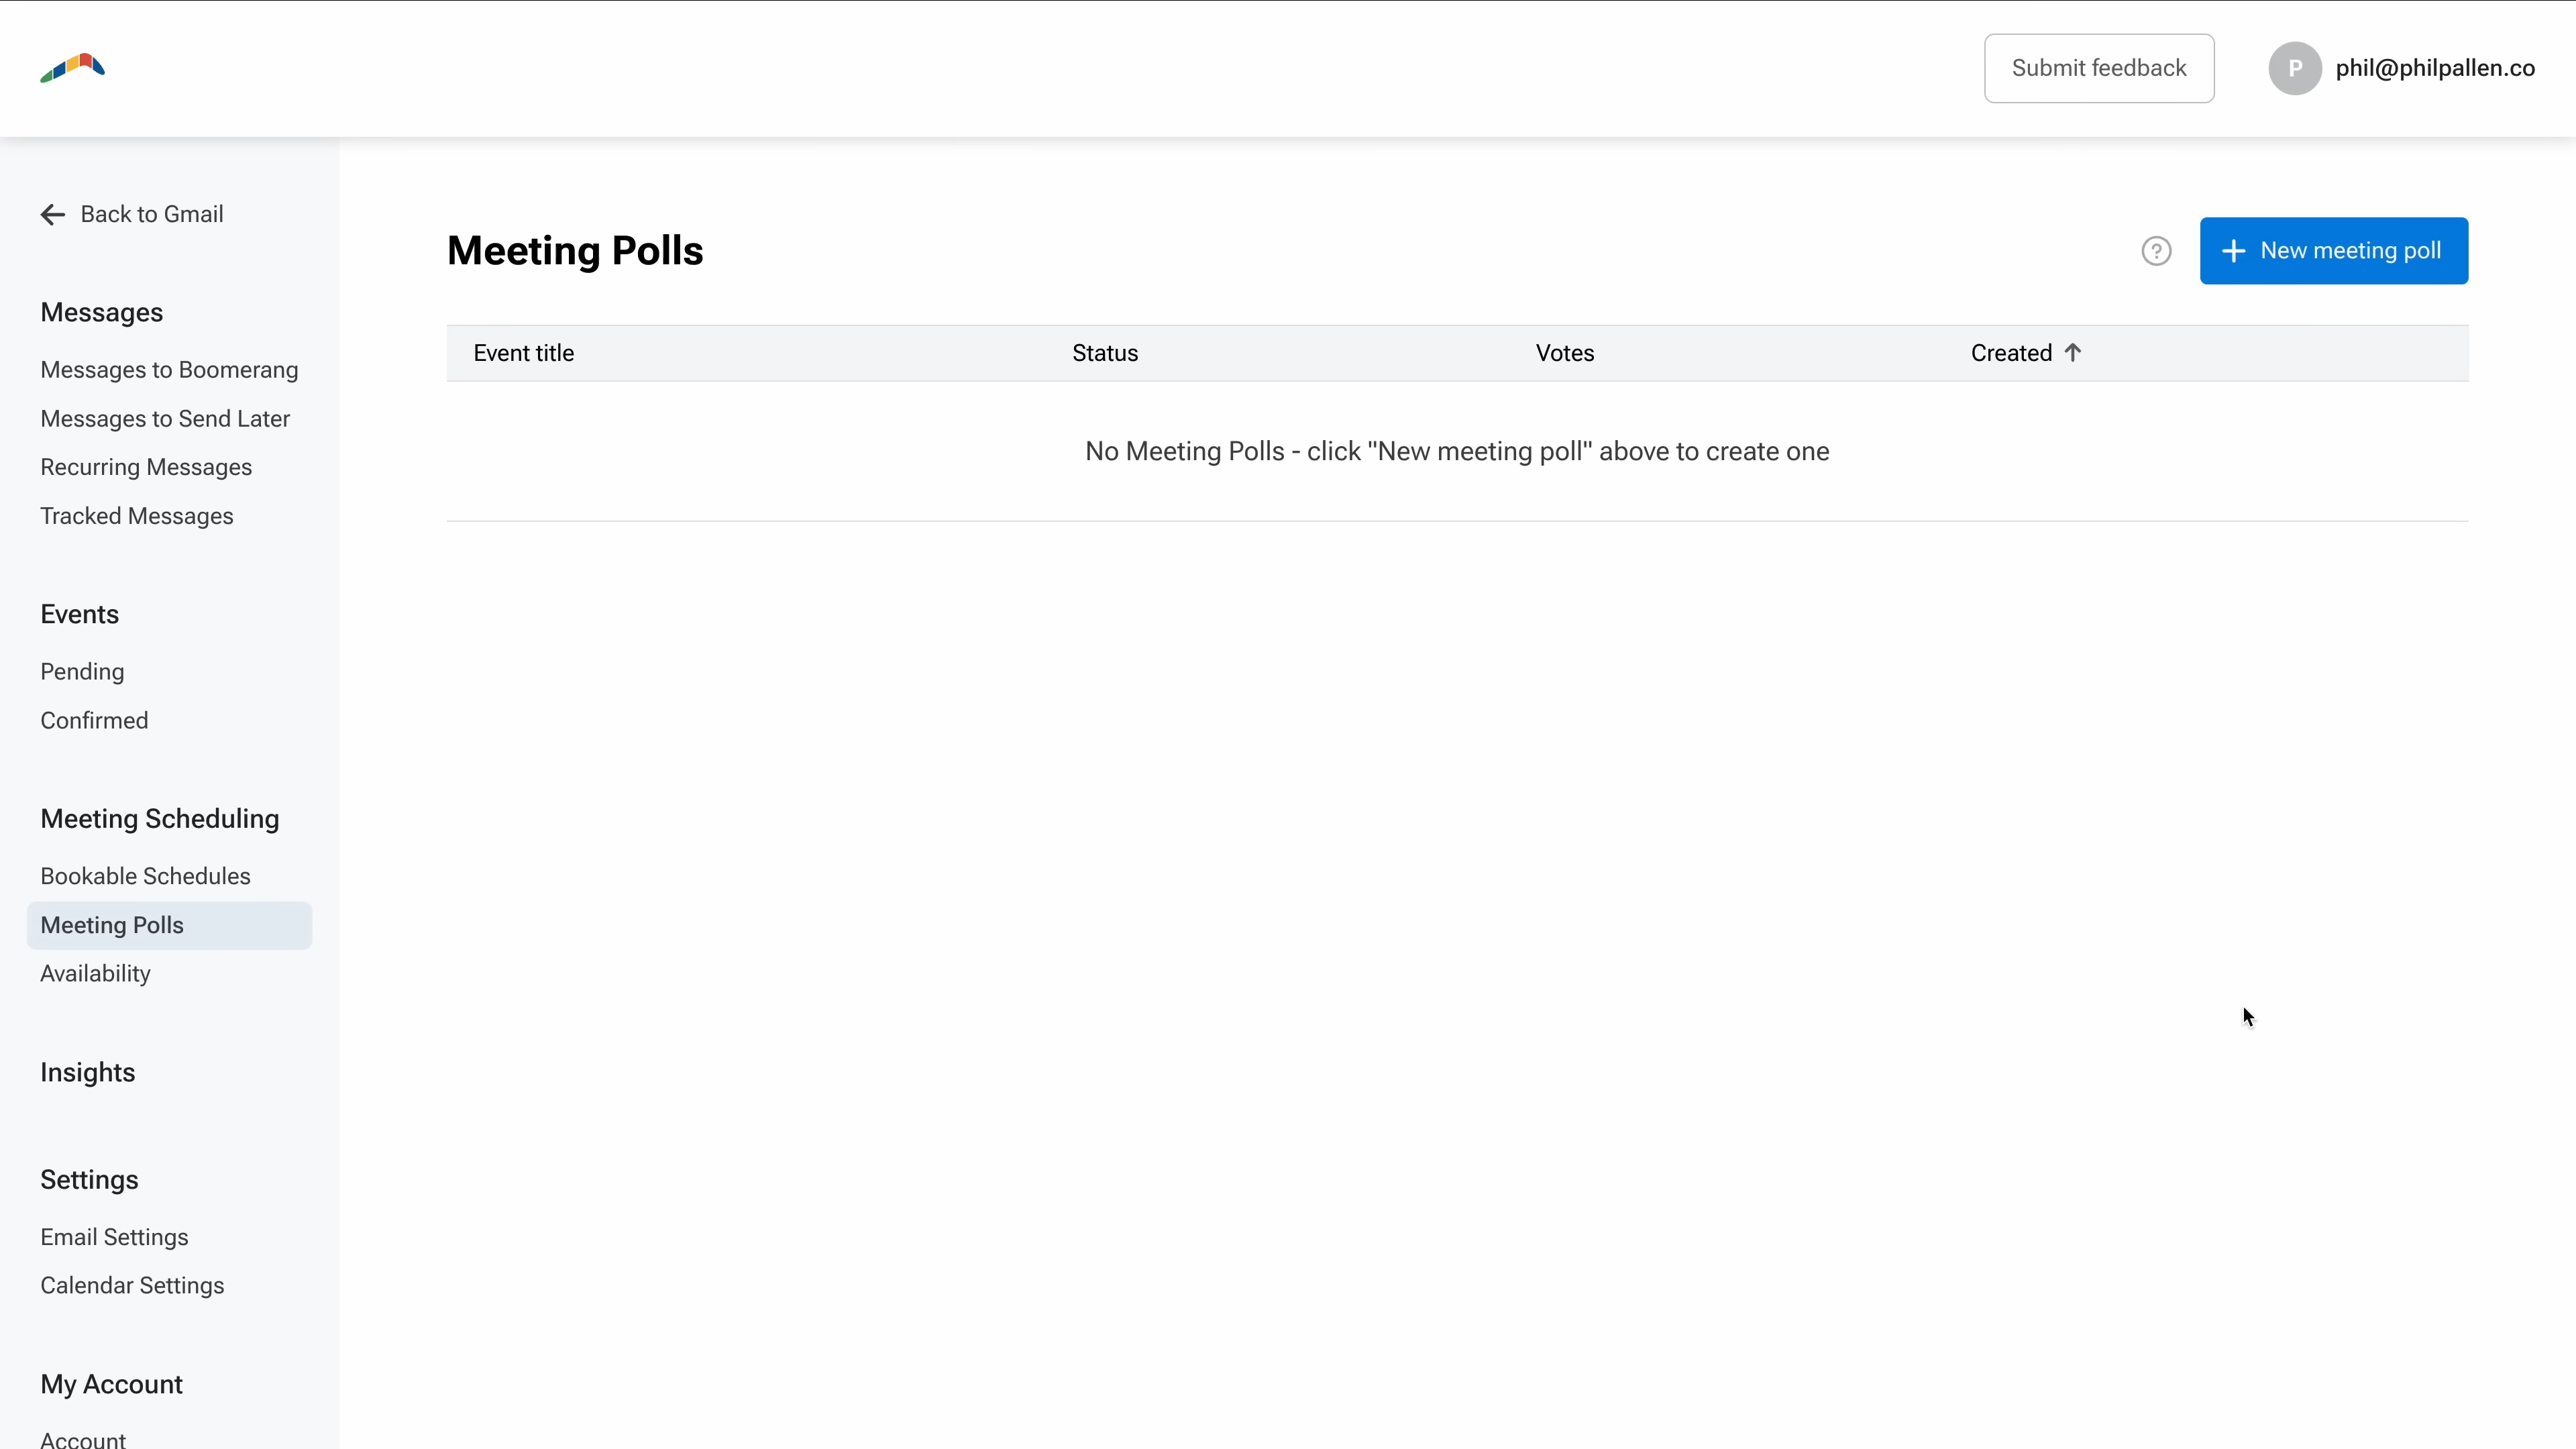 Submit feedback
P
phil@philpallen.co
Back to Gmail
Messages
Messages to Boomerang
Messages to Send Later
Recurring Messages
Tracked Messages
Events
Pending
Confirmed
Meeting Scheduling
Bookable Schedules
Meeting Polls
Availability
Insights
Settings
Email Settings
Calendar Settings
My Account
Account
Meeting Polls
?
New meeting poll
Event title
Status
Votes
Created
No Meeting Polls - click "New meeting poll" above to create one